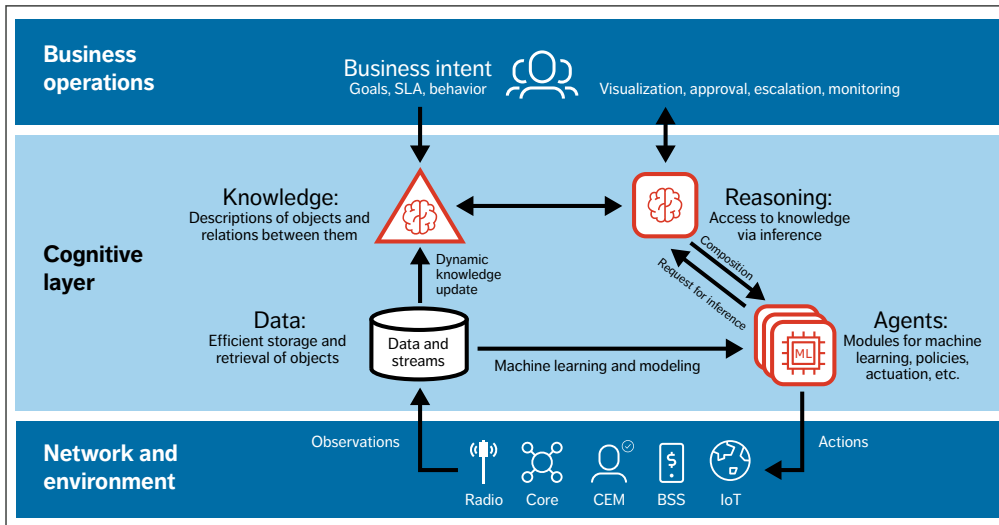 Business
operations
Business intent
Goals, SLA, behavior
Visualization, approval, escalation, monitoring
Cognitive
layer
Knowledge:
Descriptions of objects and
relations between them
Reasoning:
Access to knowledge
via inference
Dynamic
knowledge
update
Composition
Request for inference
Data:
Efficient storage and
retrieval of objects
Data and
streams
Machine learning and modeling
ML
Agents:
Modules for machine
learning, policies,
actuation, etc.
Network and
environment
Observations
Actions
$
Radio
Core
CEM
BSS
IoT